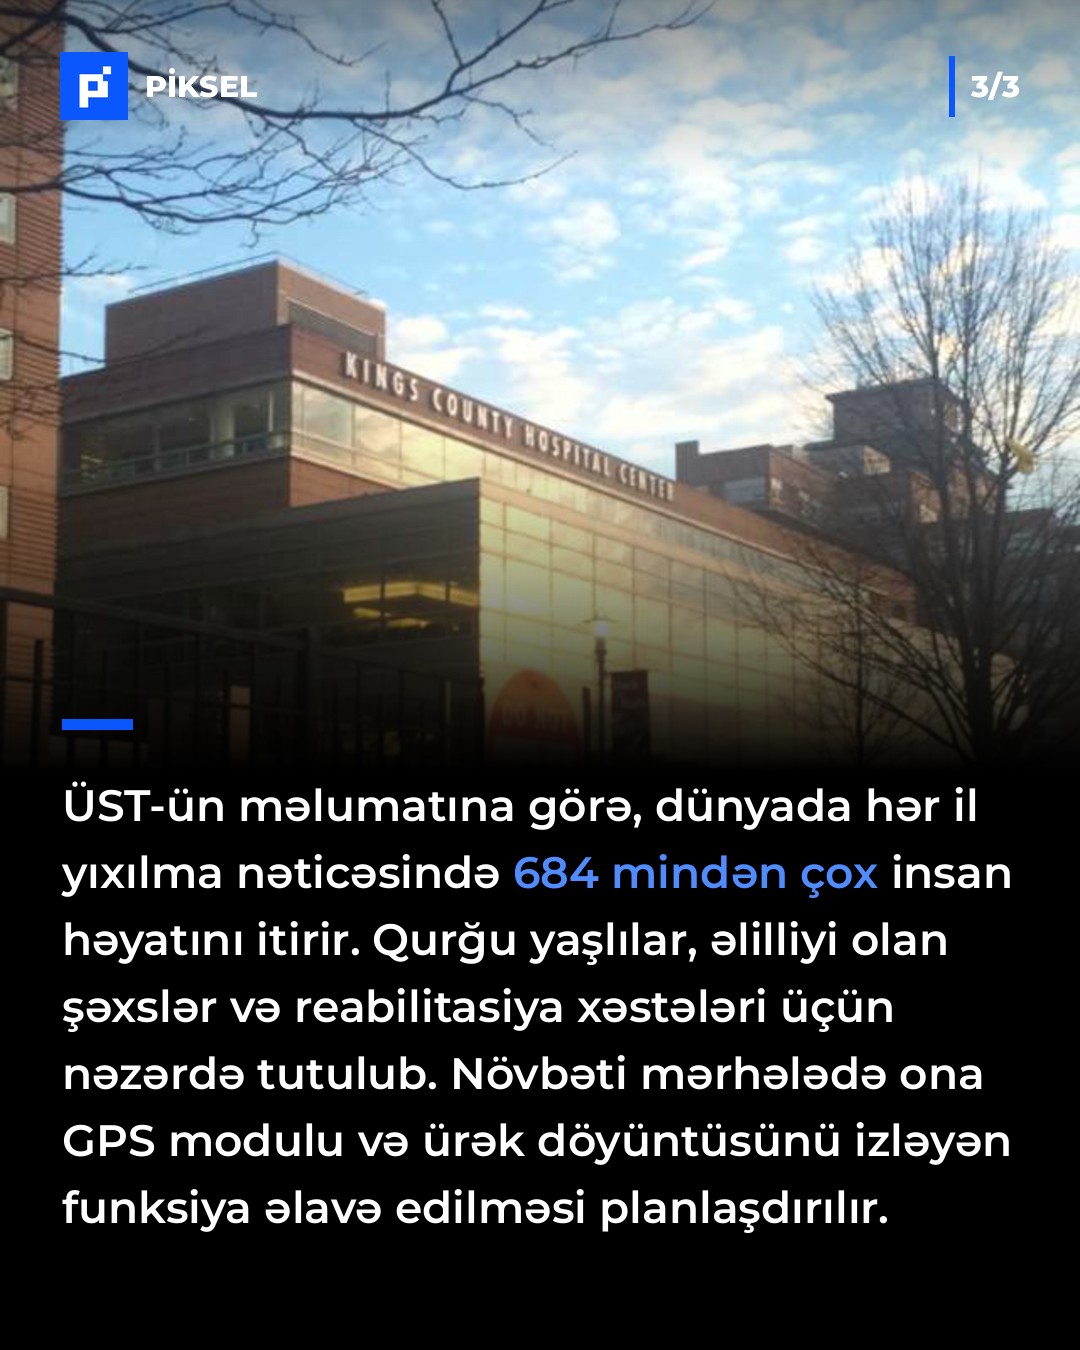 PİKSEL
3/3
KINGS COUNTY HOSPITAL CENTER
ÜST-ün məlumatına görə, dünyada hər il
yıxılma nəticəsində 684 mindən çox insan
həyatını itirir. Qurğu yaşlılar, əlilliyi olan
şəxslər və reabilitasiya xəstələri üçün
nəzərdə tutulub. Növbəti mərhələdə ona
GPS modulu və ürək döyüntüsünü izləyən
funksiya əlavə edilməsi planlaşdırılır.